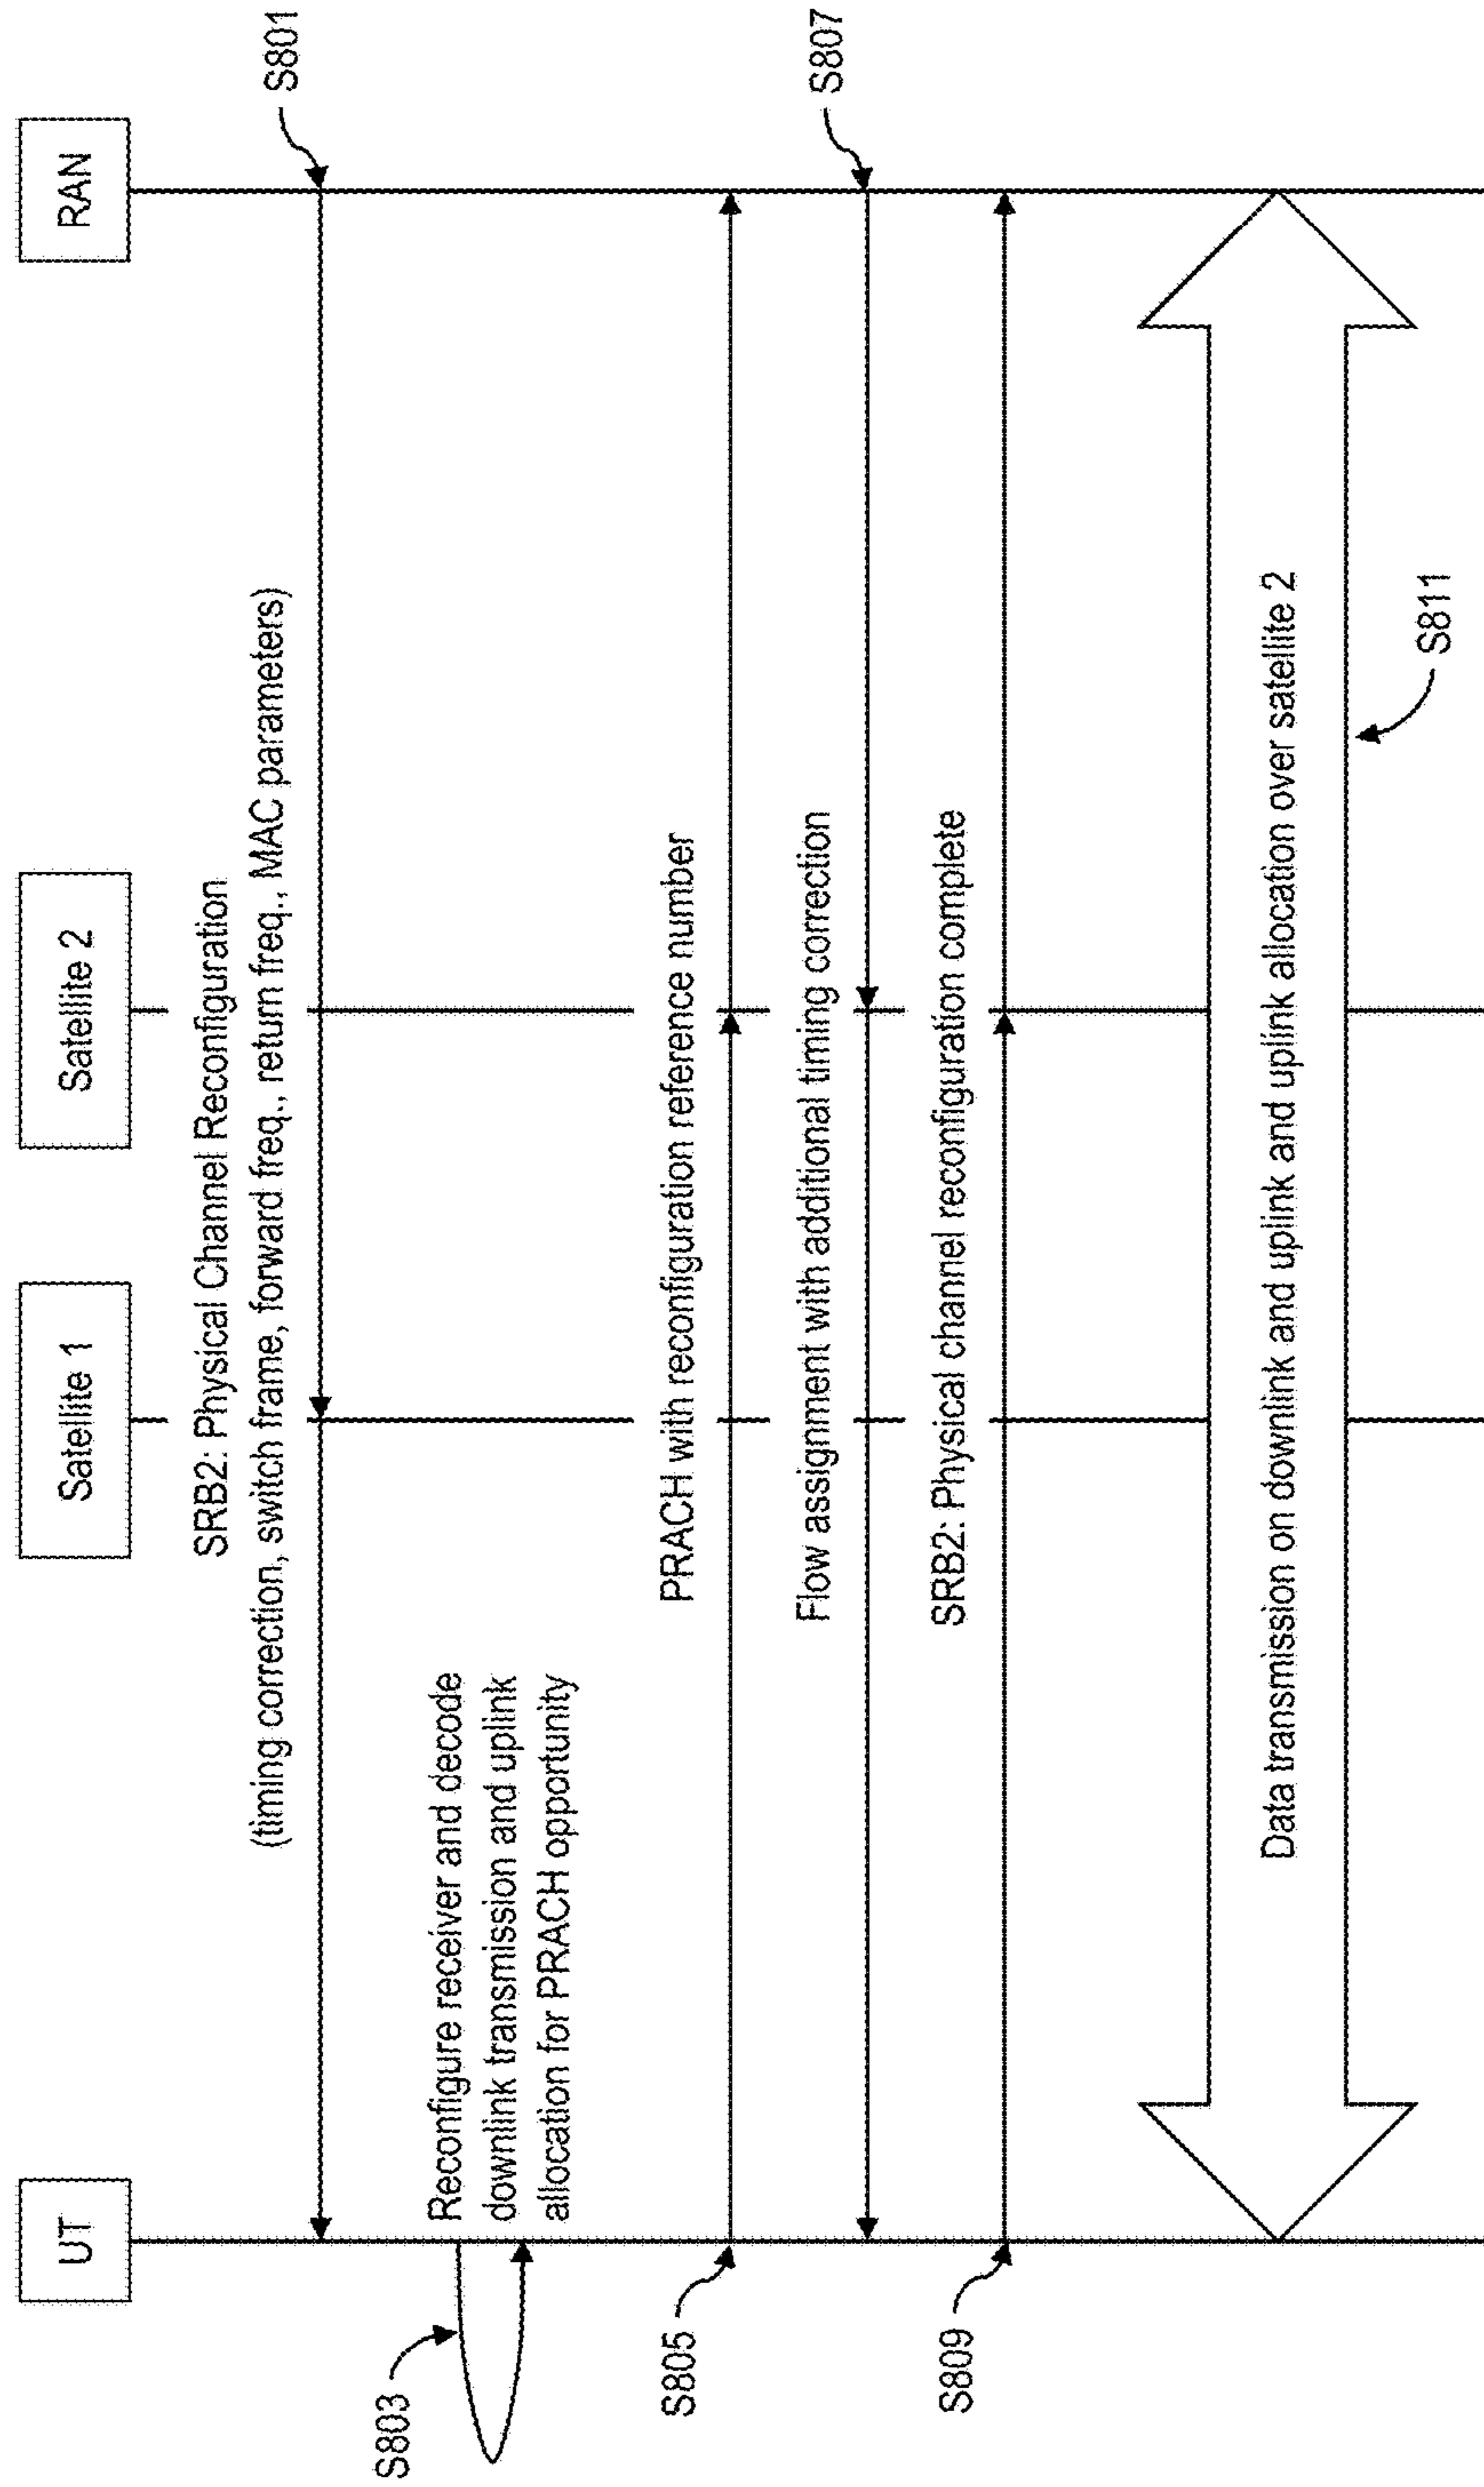 UT
Satellite 1
Satellite 2
RAN
SRB2: Physical Channel Reconfiguration
(timing correction, switch frame, forward freq., return freq., MAC parameters)
S801
S803
Reconfigure receiver and decode
downlink transmission and uplink
allocation for PRACH opportunity
S805
PRACH with reconfiguration reference number
Flow assignment with additional timing correction
S807
S809
SRB2: Physical channel reconfiguration complete
Data transmission on downlink and uplink and uplink allocation over satellite 2
S811